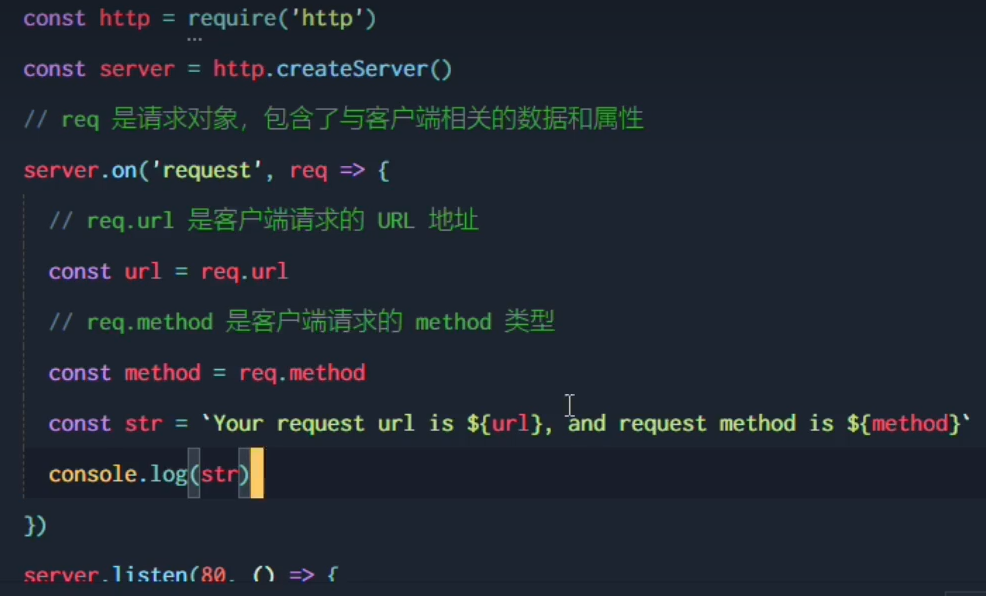 const http = require('http')
const server = http.createServer()
// req 是请求对象，包含了与客户端相关的数据和属性
server.on('request', req => {
// req.url 是客户端请求的 URL 地址
const url = req.url
// req.method 是客户端请求的 method 类型
const method = req.method
const str = `Your request url is ${url}, and request method is ${method}`
console.log(str)
})
server.listen(80, () => {